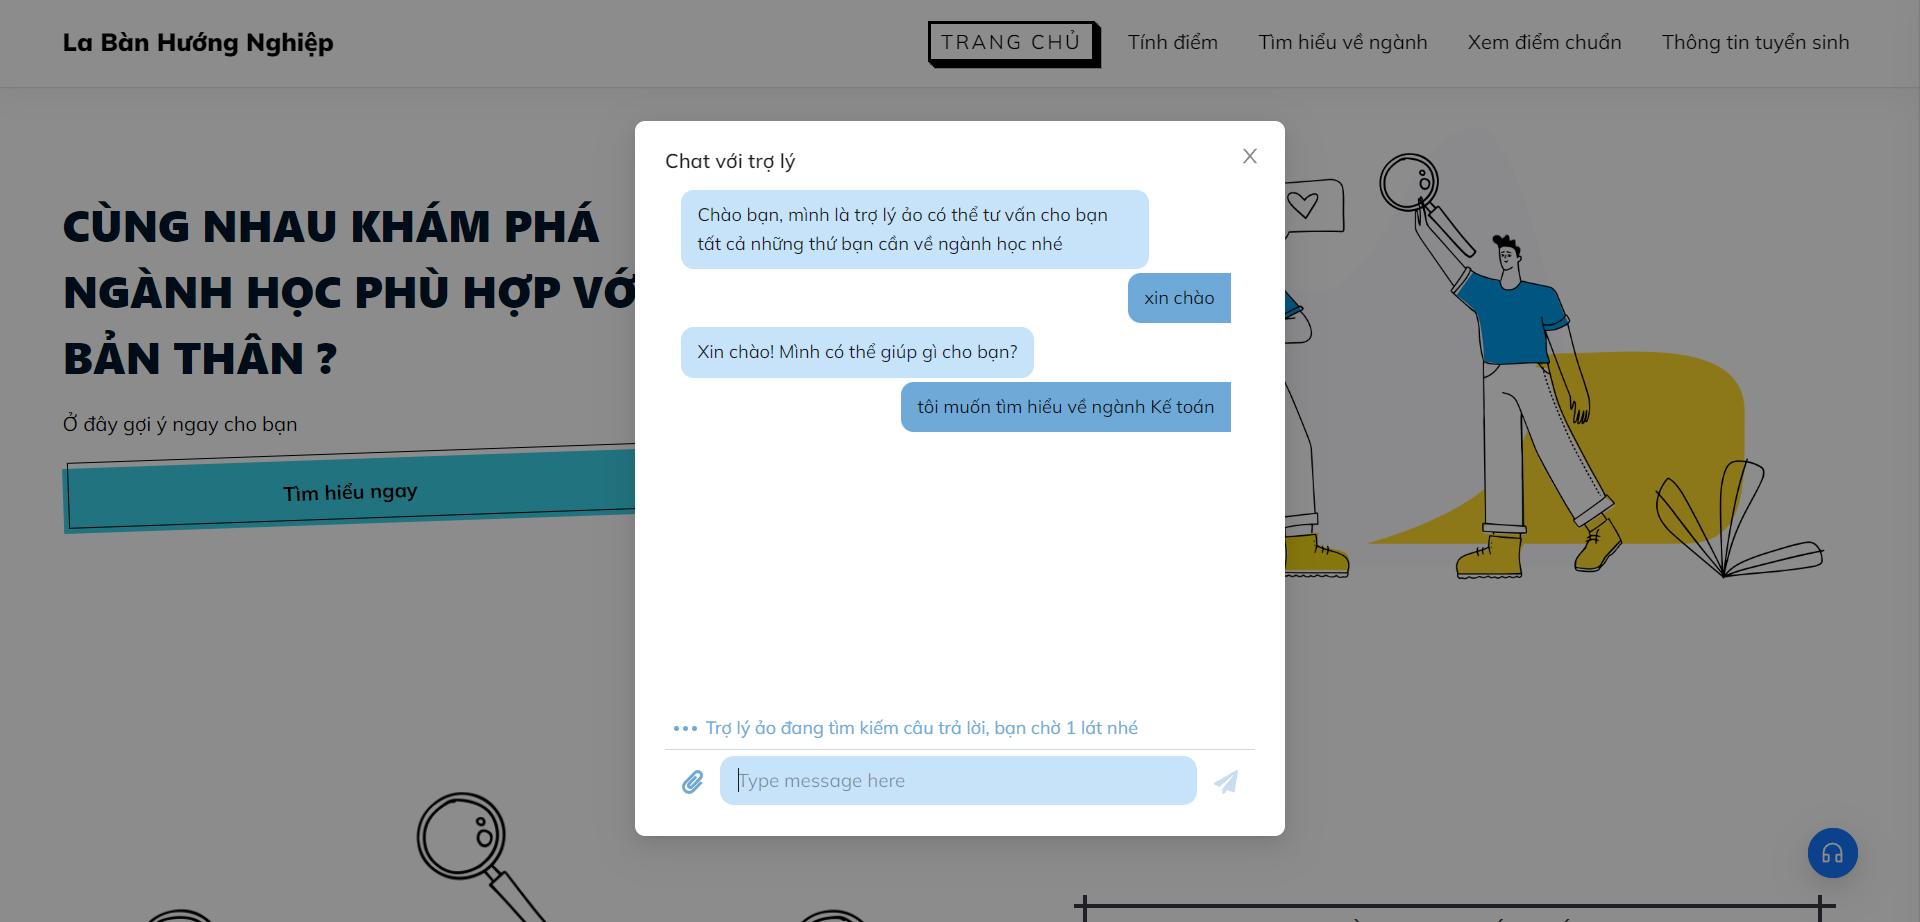 La Bàn Hướng Nghiệp
TRANG CHỦ
Tính điểm
Tìm hiểu về ngành
Xem điểm chuẩn
Thông tin tuyển sinh
CÙNG NHAU KHÁM PHÁ
NGÀNH HỌC PHÙ HỢP VỚ
BẢN THÂN ?
Ở đây gợi ý ngay cho bạn
Tìm hiểu ngay
Chat với trợ lý
Chào bạn, mình là trợ lý ảo có thể tư vấn cho bạn
tất cả những thứ bạn cần về ngành học nhé
xin chào
Xin chào! Mình có thể giúp gì cho bạn?
tôi muốn tìm hiểu về ngành Kế toán
Trợ lý ảo đang tìm kiếm câu trả lời, bạn chờ 1 lát nhé
Type message here